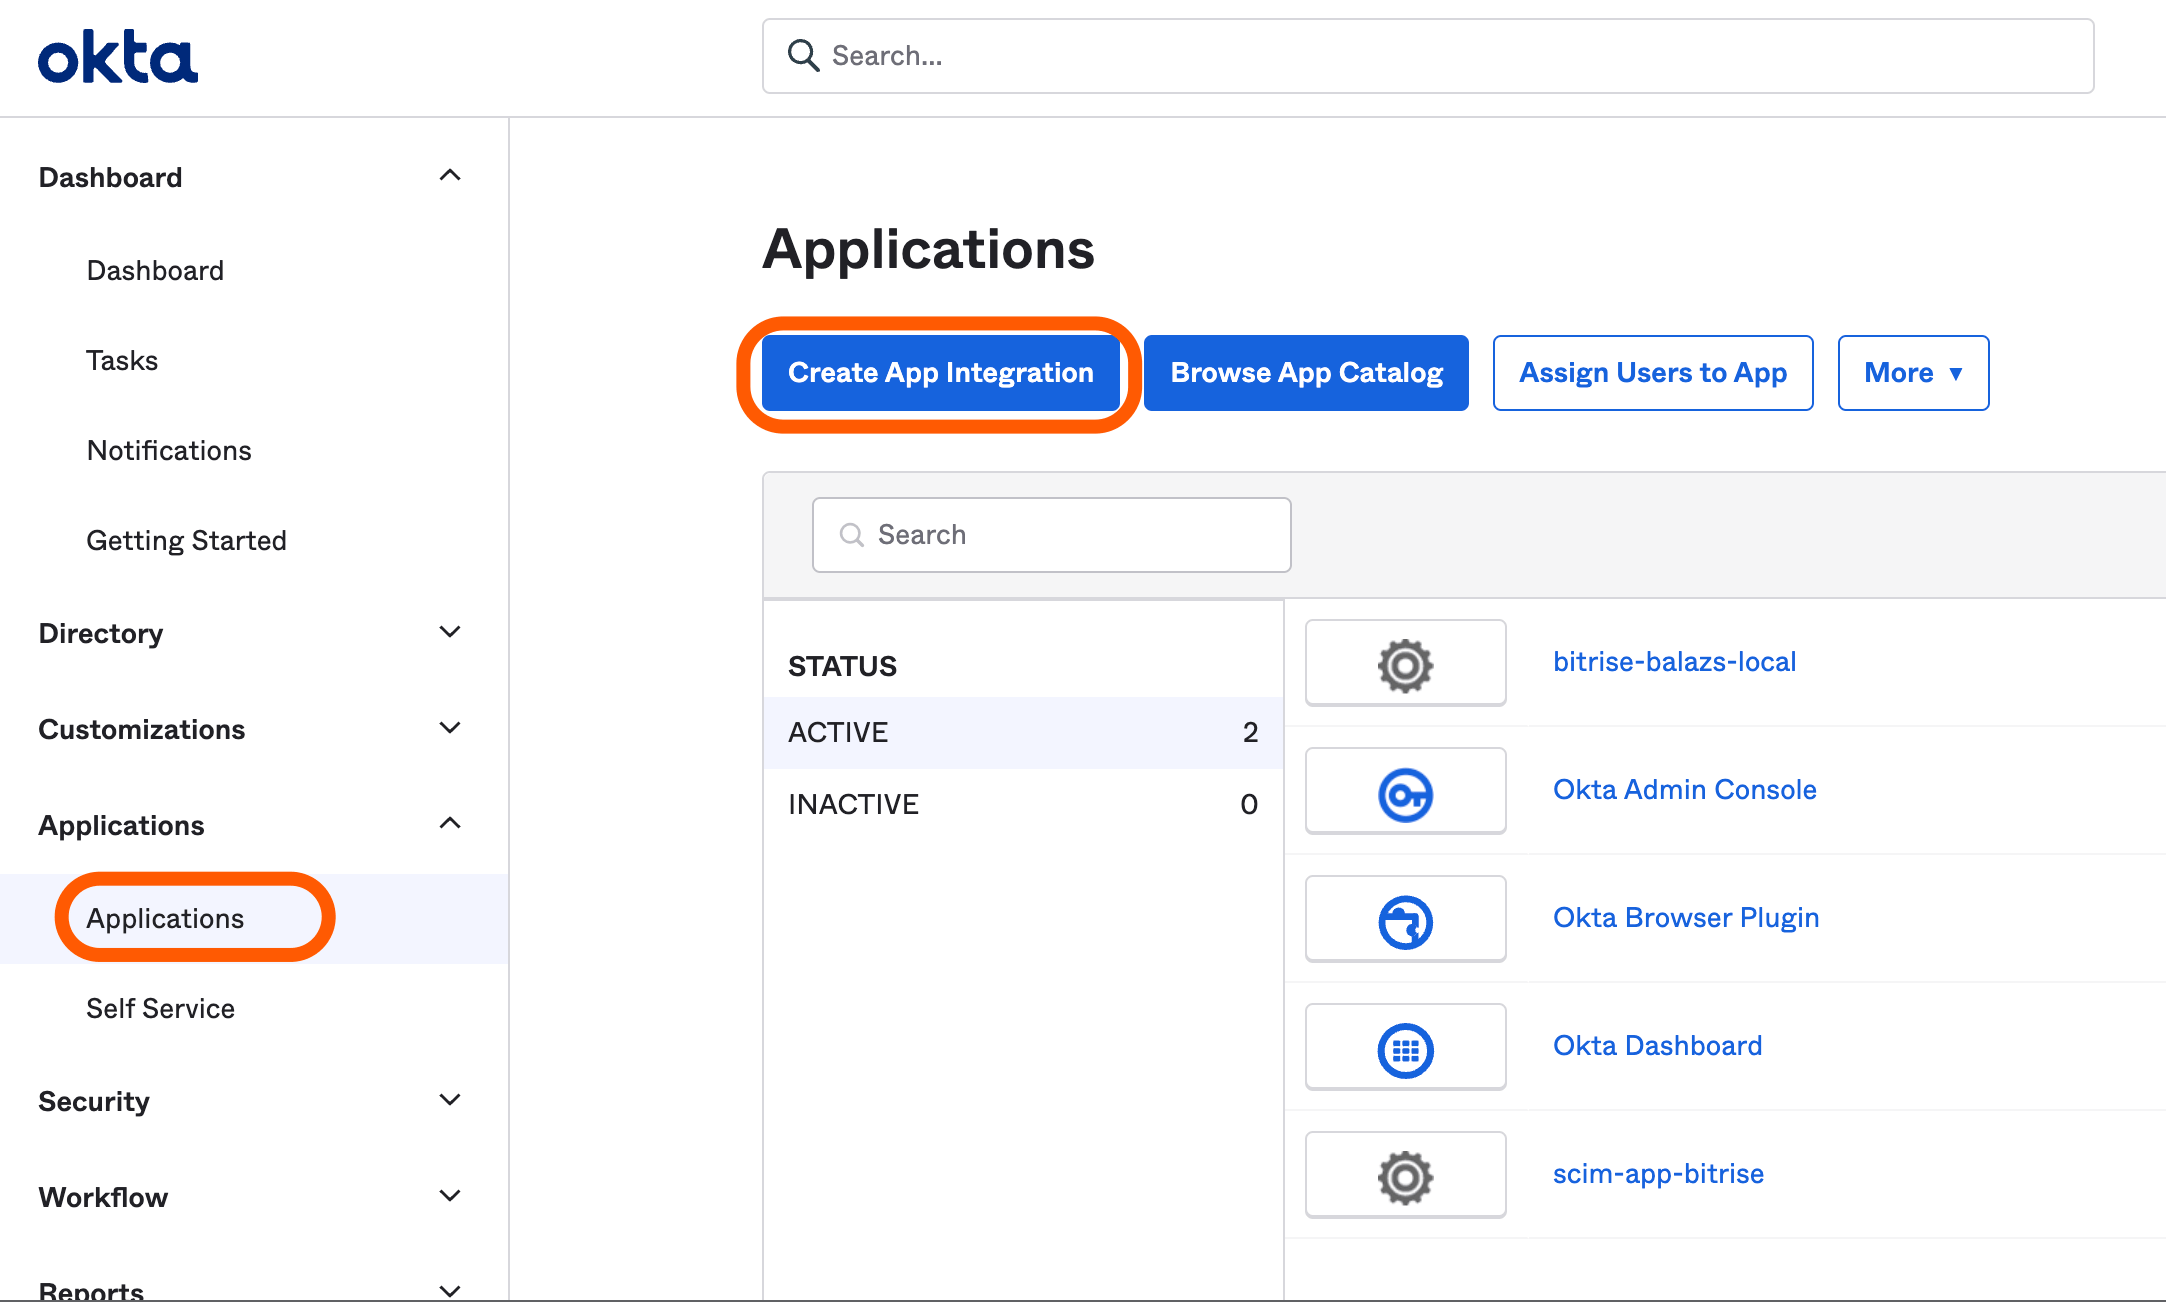 okta
Search...
Dashboard
Dashboard
Tasks
Notifications
Getting Started
Directory
Customizations
Applications
Applications
Self Service
Security
Workflow
Reports
Applications
Create App Integration
Browse App Catalog
Assign Users to App
More ▼
Search
STATUS
ACTIVE 2
INACTIVE 0
bitrise-balazs-local
Okta Admin Console
Okta Browser Plugin
Okta Dashboard
scim-app-bitrise